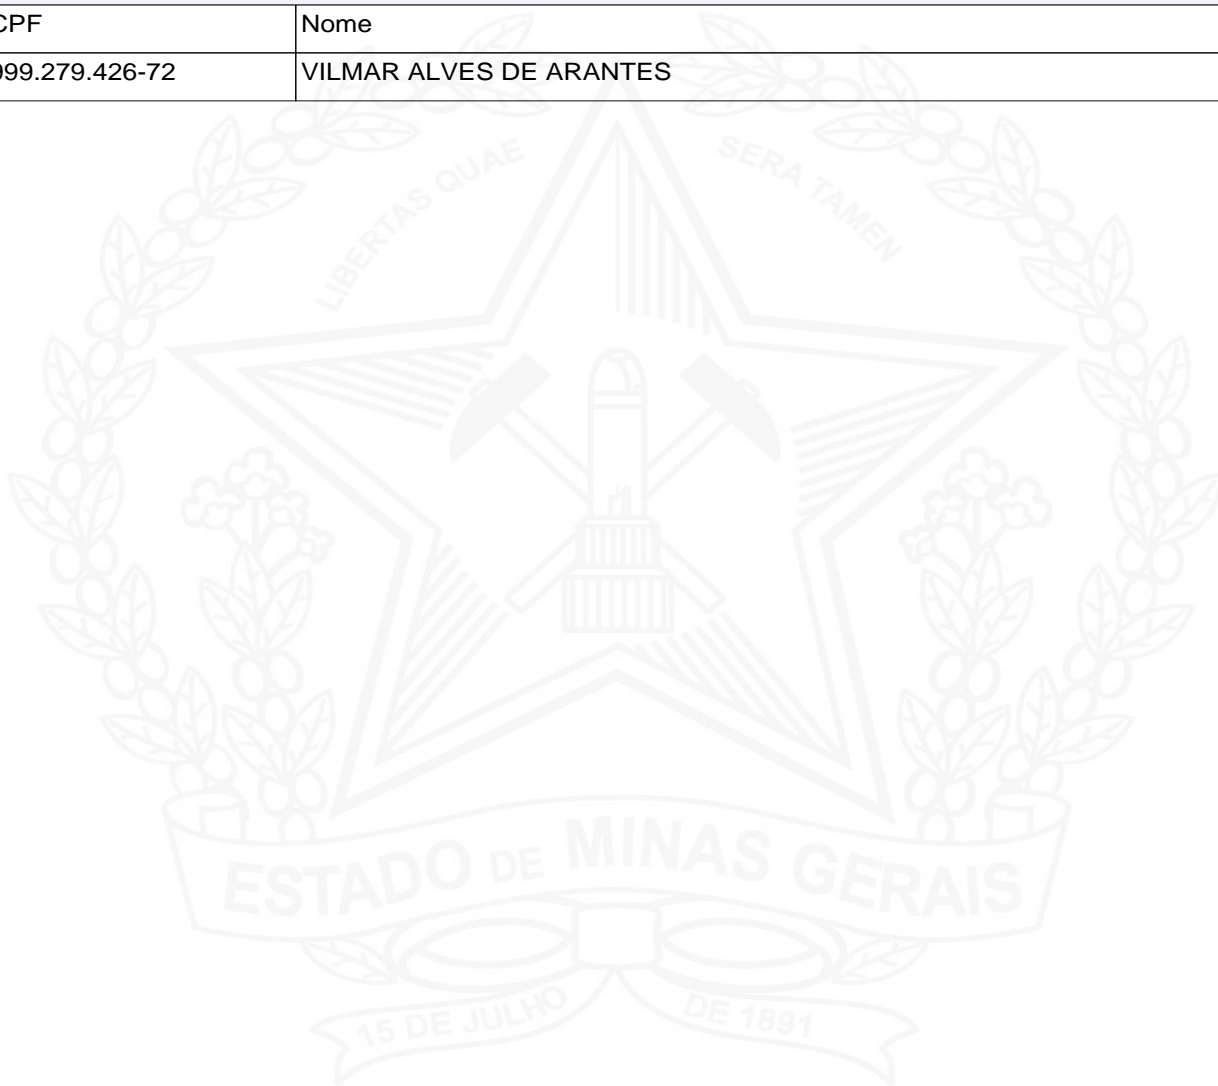 CPF Nome
999.279.426-72 VILMAR ALVES DE ARANTES
LIBERTAS QUAE SERA TAMEN
ESTADO DE MINAS GERAIS
15 DE JULHO DE 1891